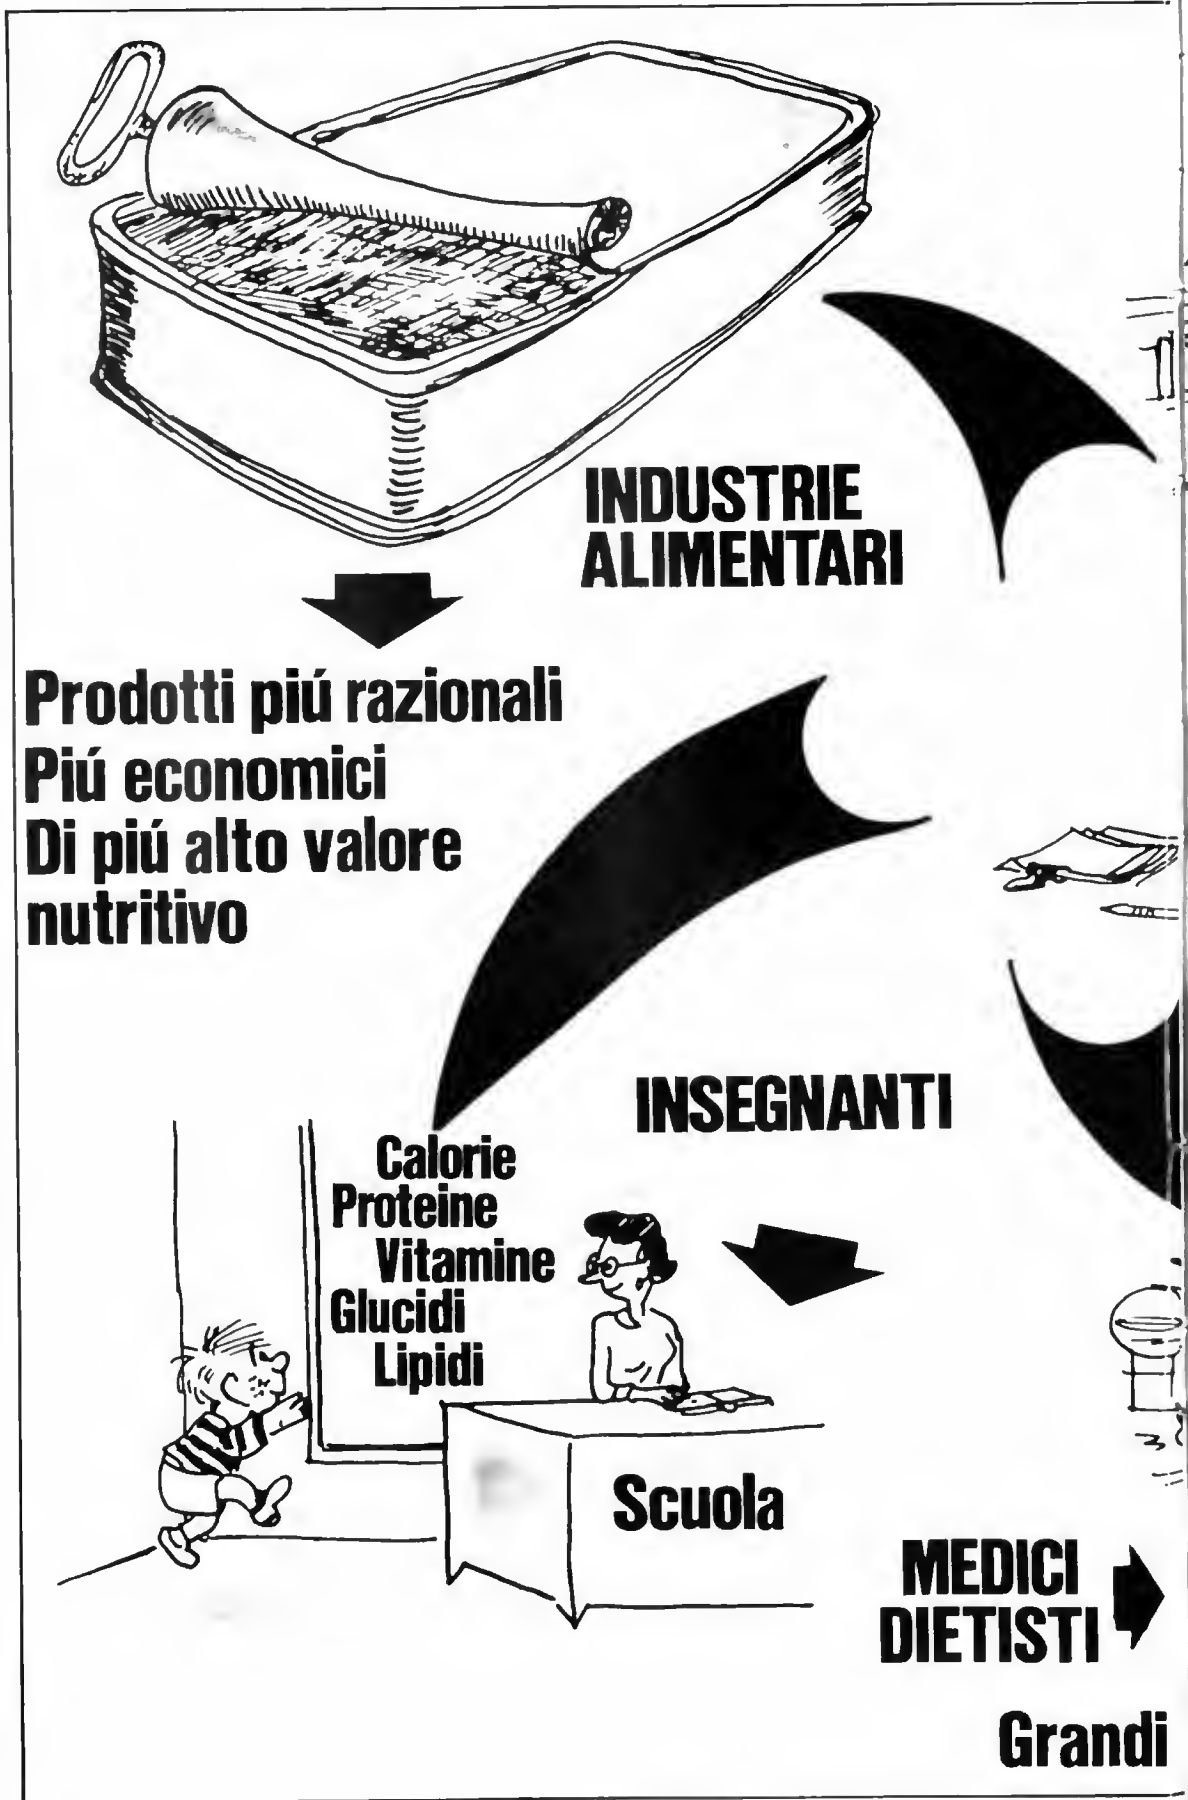 INDUSTRIE
ALIMENTARI
Prodotti piú razionali
Piú economici
Di piú alto valore
nutritivo
INSEGNANTI
Calorie
Proteine
Vitamine
Glucidi
Lipidi
Scuola
MEDICI
DIETISTI
Grandi